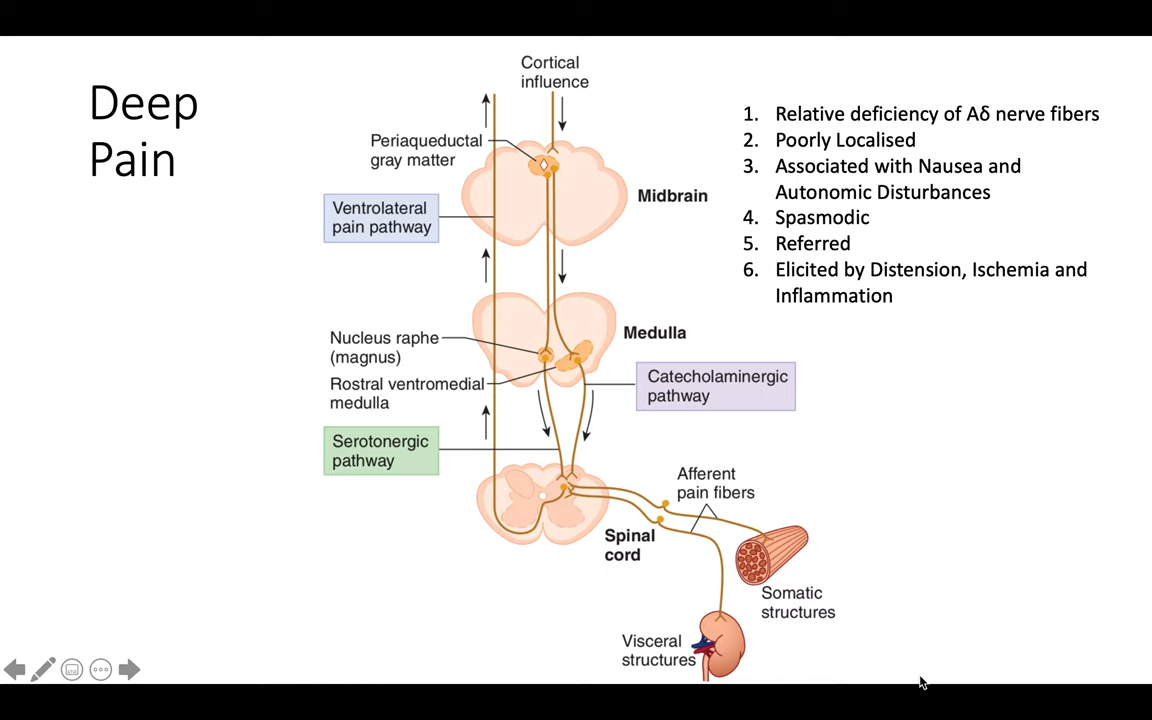 Deep
Pain
Cortical
influence
Periaqueductal
gray matter
Midbrain
Ventrolateral
pain pathway
Nucleus raphe
(magnus)
Medulla
Rostral ventromedial
medulla
Catecholaminergic
pathway
Serotonergic
pathway
Afferent
pain fibers
Spinal
cord
Somatic
structures
Visceral
structures
1. Relative deficiency of Aδ nerve fibers
2. Poorly Localised
3. Associated with Nausea and
Autonomic Disturbances
4. Spasmodic
5. Referred
6. Elicited by Distension, Ischemia and
Inflammation